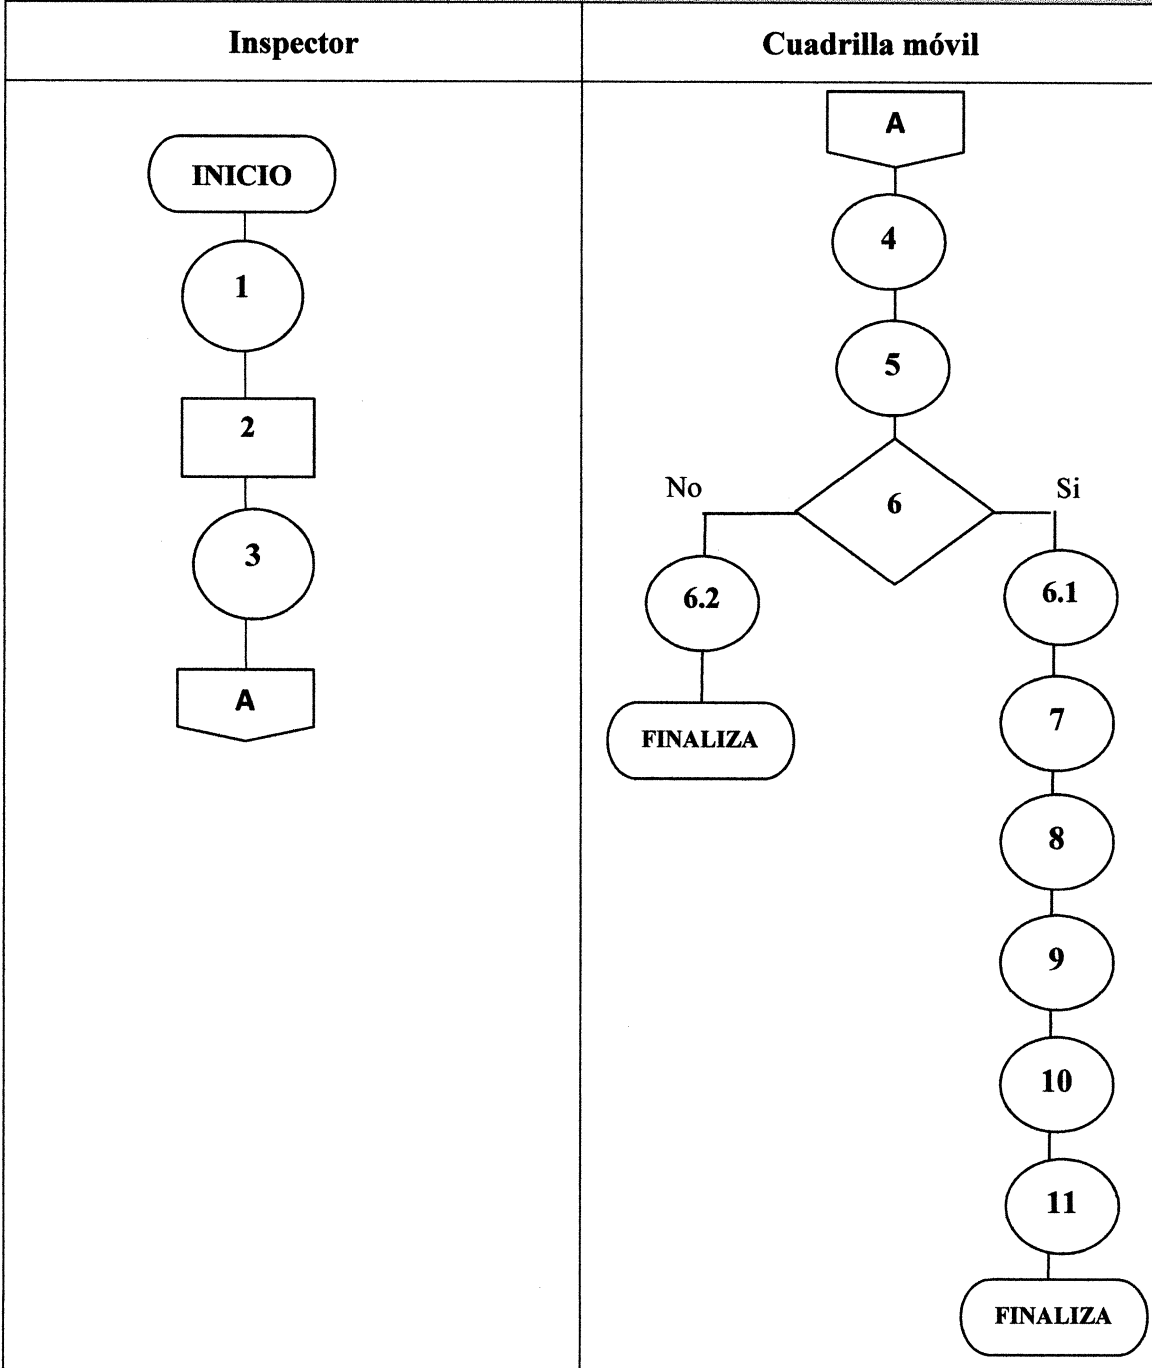 Inspector
Cuadrilla móvil
INICIO
1
2
3
A
A
4
5
6
No
Si
6.2
FINALIZA
6.1
7
8
9
10
11
FINALIZA